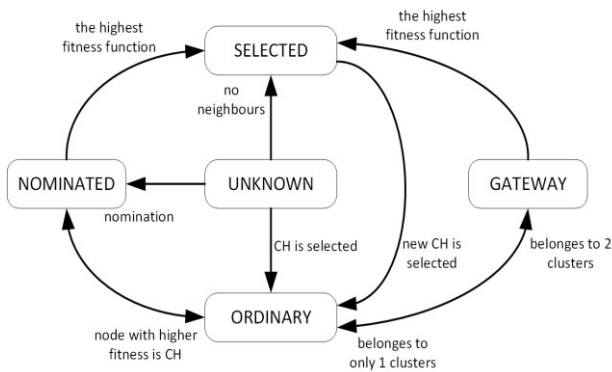 the highest
fitness function
SELECTED
the highest
fitness function
no
neighbours
NOMINATED
UNKNOWN
GATEWAY
nomination
CH is selected
new CH is
selected
belongs to 2
clusters
ORDINARY
node with higher
fitness is CH
belongs to
only 1 clusters